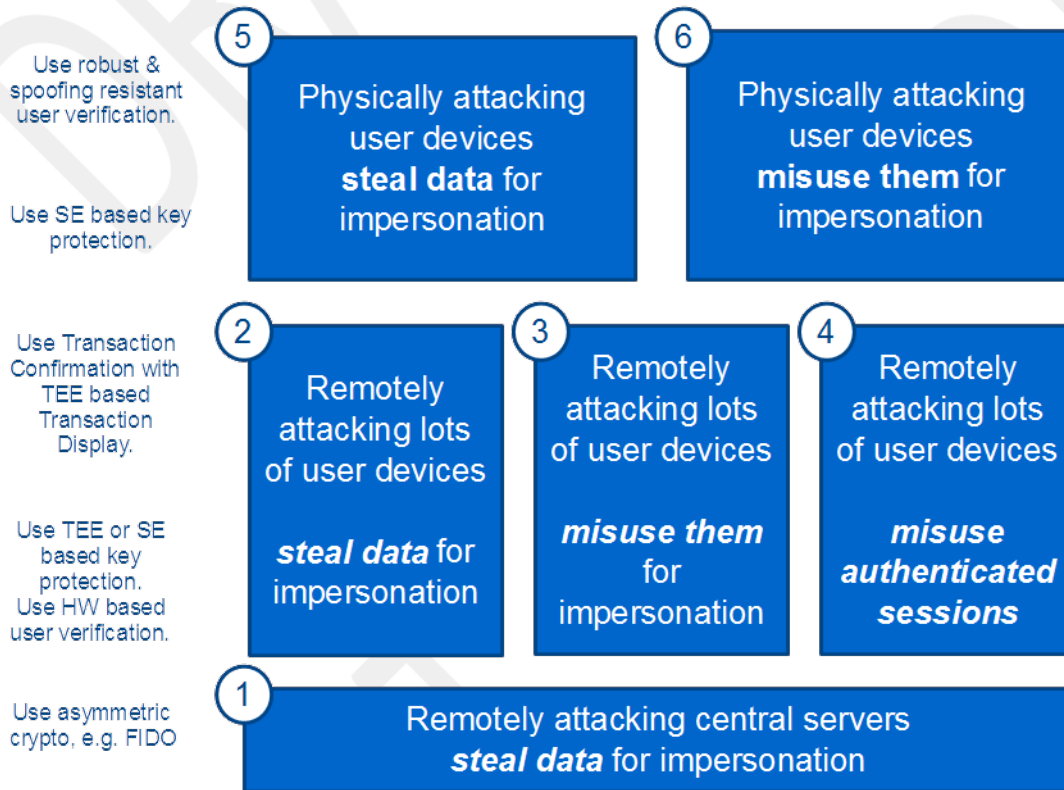 5
6
Use robust &
spoofing resistant
user verification.
Physically attacking
user devices
steal data for
impersonation
Physically attacking
user devices
misuse them for
impersonation
Use SE based key
protection.
2
3
4
Use Transaction
Confirmation with
TEE based
Transaction
Display.
Remotely
attacking lots
of user devices
steal data for
impersonation
Remotely
attacking lots
of user devices
misuse them
for
impersonation
Remotely
attacking lots
of user devices
misuse
authenticated
sessions
Use TEE or SE
based key
protection.
Use HW based
user verification.
1
Use asymmetric
crypto, e.g. FIDO
Remotely attacking central servers
steal data for impersonation